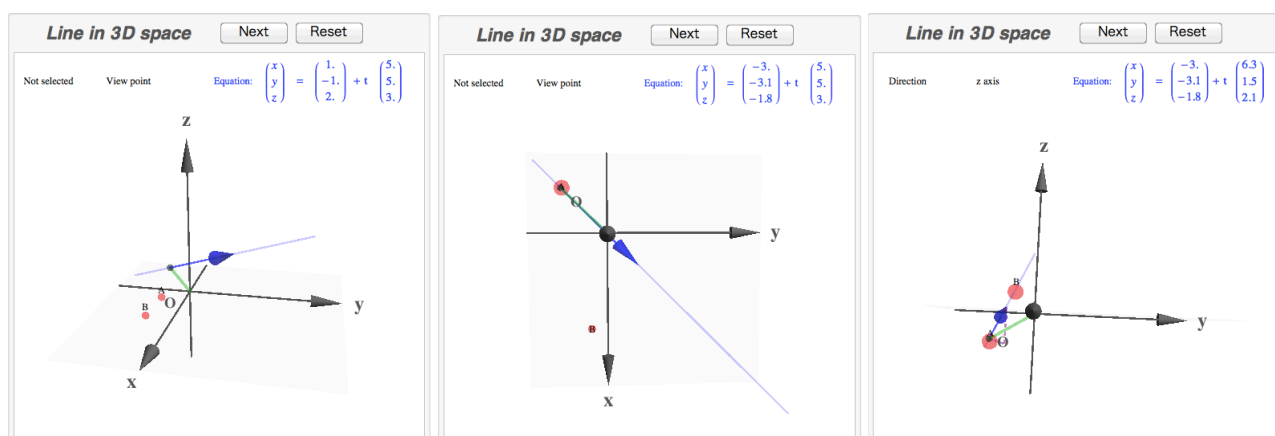 Line in 3D space Next Reset
Not selected View point Equation: (x y z) = (1. −1. 2.) + t (5. 5. 3.)
z
A
B
O
y
x
Line in 3D space Next Reset
Not selected View point Equation: (x y z) = (−3. −3.1 −1.8) + t (5. 5. 3.)
A
O
y
B
x
Line in 3D space Next Reset
Direction z axis Equation: (x y z) = (−3. −3.1 −1.8) + t (6.3 1.5 2.1)
z
B
y
A
O